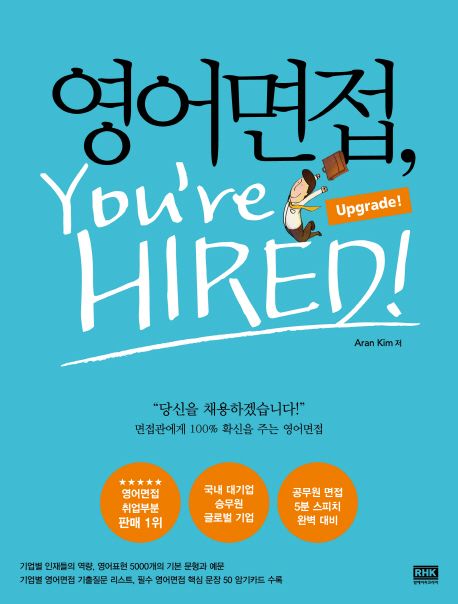 영어면접,
You're
HIRED!
Upgrade!
Aran Kim 저
“당신을 채용하겠습니다!”
면접관에게 100% 확신을 주는 영어면접
★★★★★
영어면접
취업부분
판매 1위
국내 대기업
승무원
글로벌 기업
공무원 면접
5분 스피치
완벽 대비
기업별 인재들의 역량, 영어표현 5000개의 기본 문형과 예문
기업별 영어면접 기출질문 리스트, 필수 영어면접 핵심 문장 50 암기카드 수록
RHK
알에이치코리아